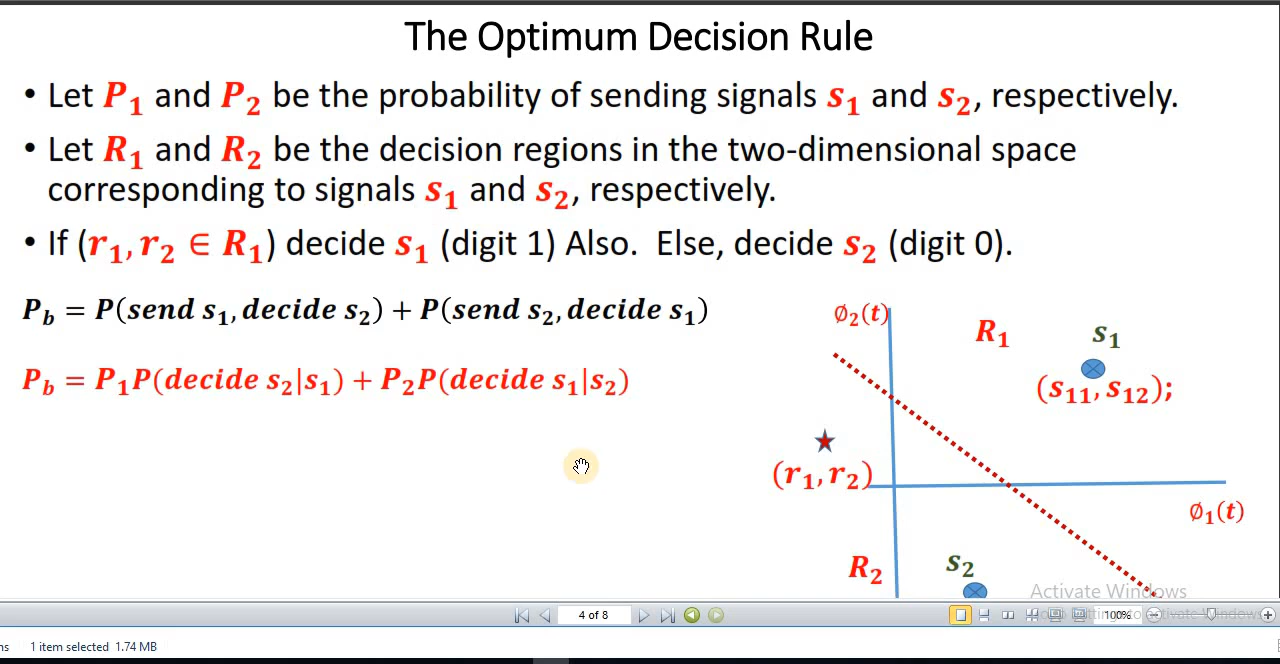 The Optimum Decision Rule
• Let P₁ and P₂ be the probability of sending signals s₁ and s₂, respectively.
• Let R₁ and R₂ be the decision regions in the two-dimensional space
corresponding to signals s₁ and s₂, respectively.
• If (r₁, r₂ ∈ R₁) decide s₁ (digit 1) Also. Else, decide s₂ (digit 0).
P_b = P(send s₁, decide s₂) + P(send s₂, decide s₁)
P_b = P₁P(decide s₂|s₁) + P₂P(decide s₁|s₂)
∅₂(t)
R₁
s₁
(s₁₁, s₁₂);
(r₁, r₂)
∅₁(t)
R₂
s₂
Activate Windows
4 of 8
100%
ns 1 item selected 1.74 MB